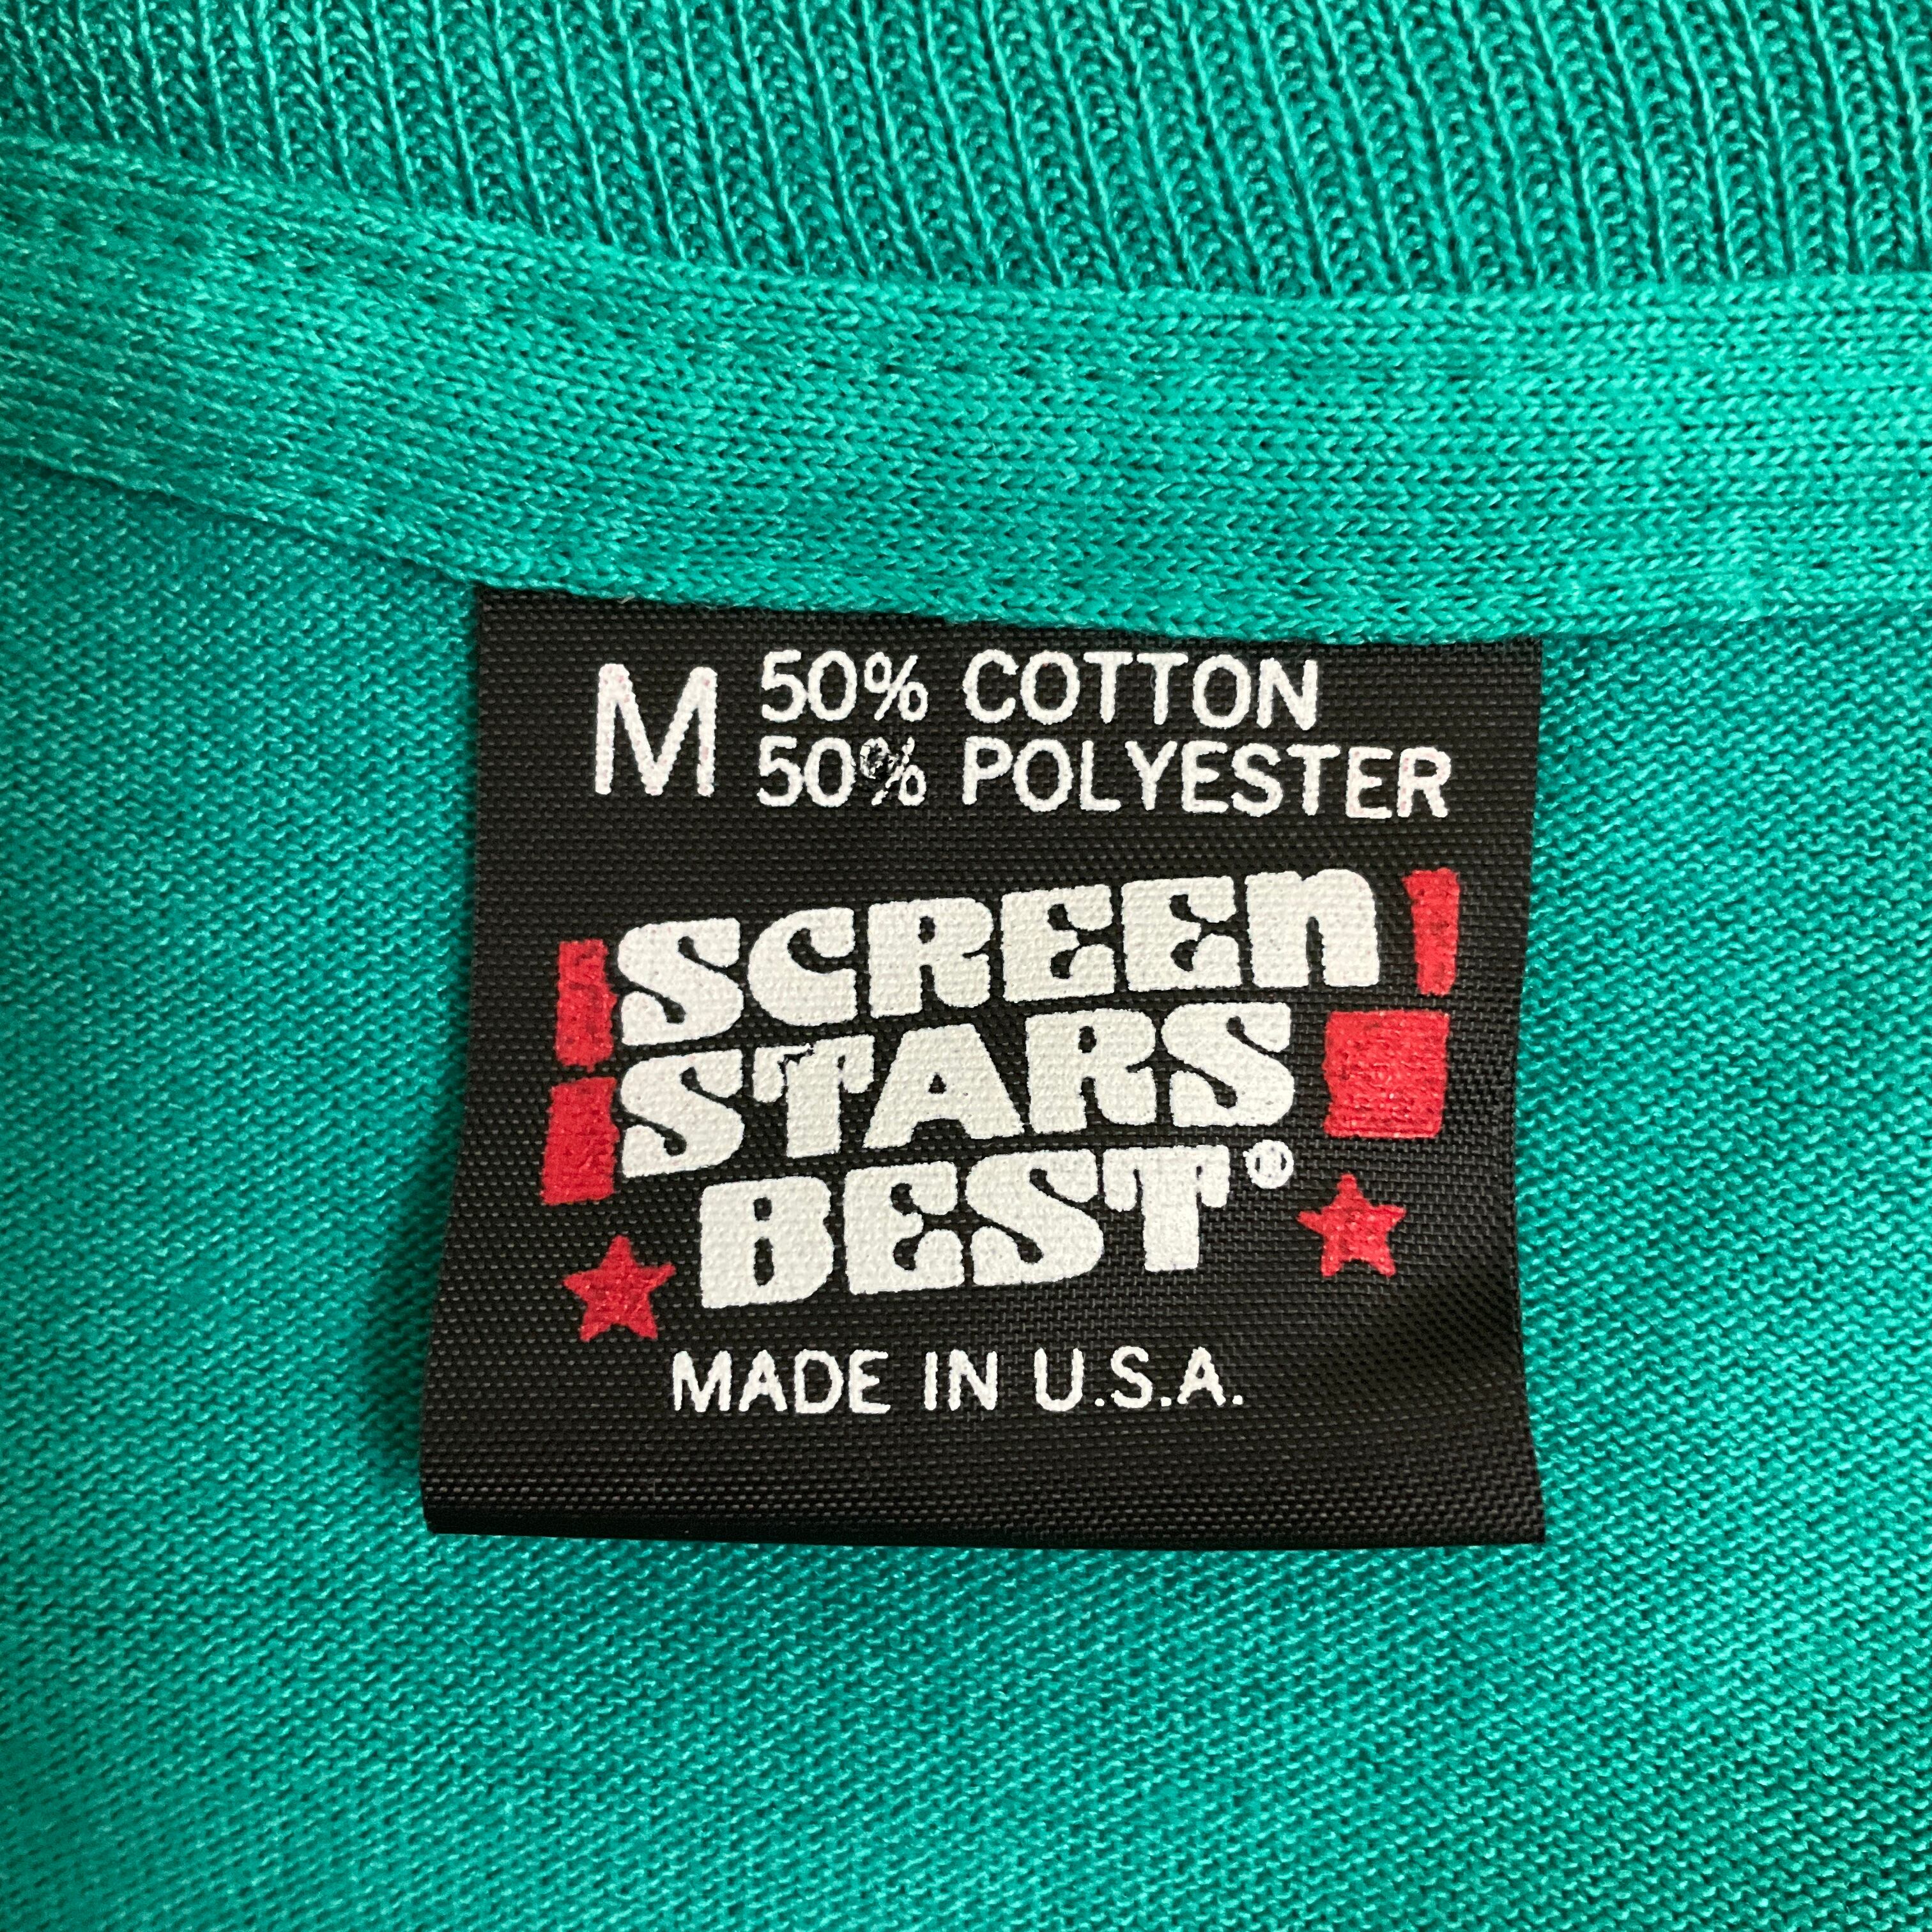 M 50% COTTON
50% POLYESTER
SCREEN
STARS
BEST®
MADE IN U.S.A.